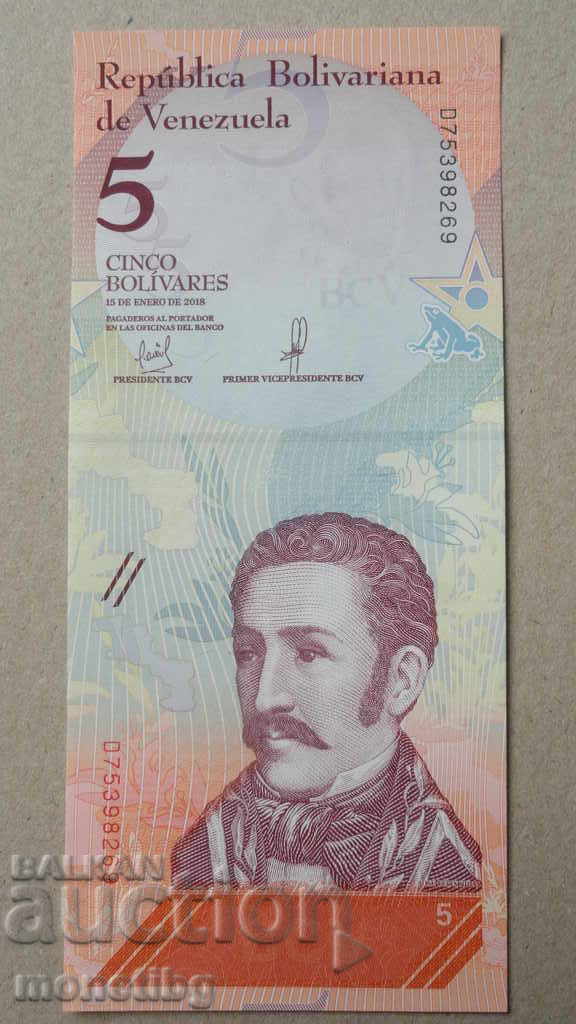 República Bolivariana
de Venezuela
5
CINCO
BOLÍVARES
15 DE ENERO DE 2018
PAGADEROS AL PORTADOR
EN LAS OFICINAS DEL BANCO
PRESIDENTE BCV
PRIMER VICEPRESIDENTE BCV
D75398269
BCV
D75398269
5
BALKAN
auction
monetibg